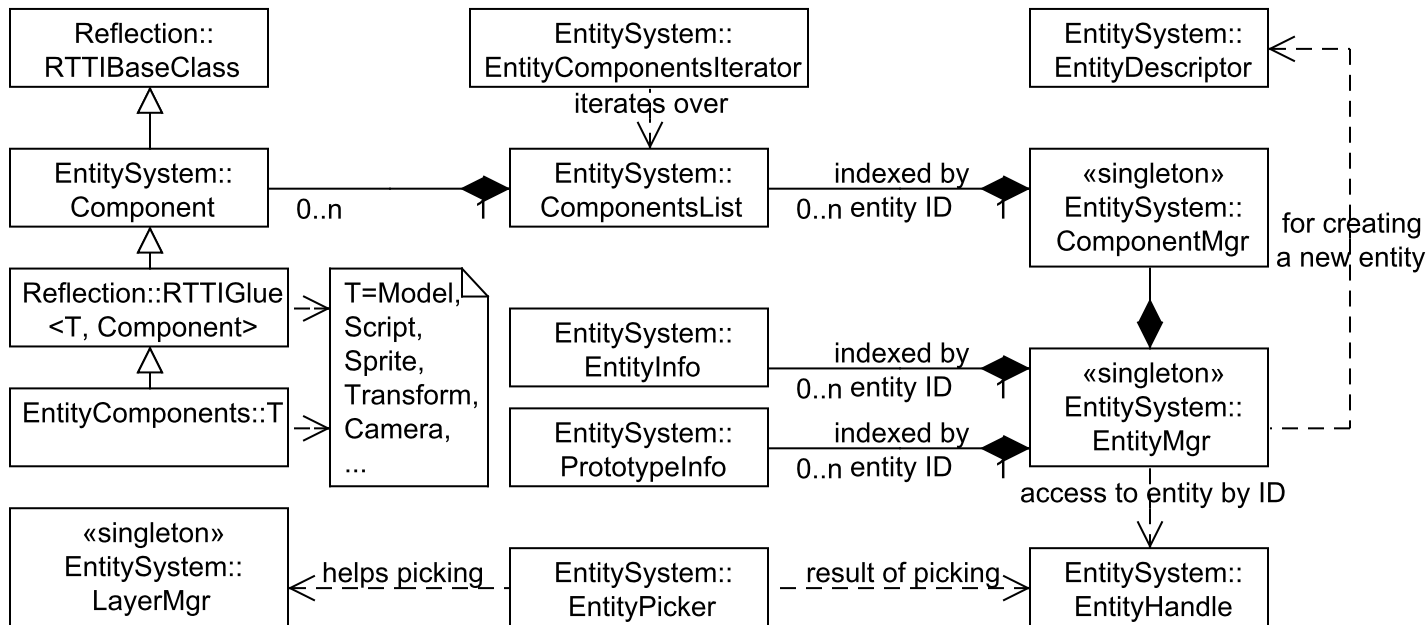 Reflection::
RTTIBaseClass
EntitySystem::
EntityComponentsIterator
EntitySystem::
EntityDescriptor
iterates over
EntitySystem::
Component
0..n
1
EntitySystem::
ComponentsList
indexed by
0..n entity ID
1
«singleton»
EntitySystem::
ComponentMgr
for creating
a new entity
Reflection::RTTIGlue
<T, Component>
T=Model,
Script,
Sprite,
Transform,
Camera,
...
EntitySystem::
EntityInfo
indexed by
0..n entity ID
1
«singleton»
EntitySystem::
EntityMgr
EntityComponents::T
EntitySystem::
PrototypeInfo
indexed by
0..n entity ID
1
access to entity by ID
«singleton»
EntitySystem::
LayerMgr
helps picking
EntitySystem::
EntityPicker
result of picking
EntitySystem::
EntityHandle